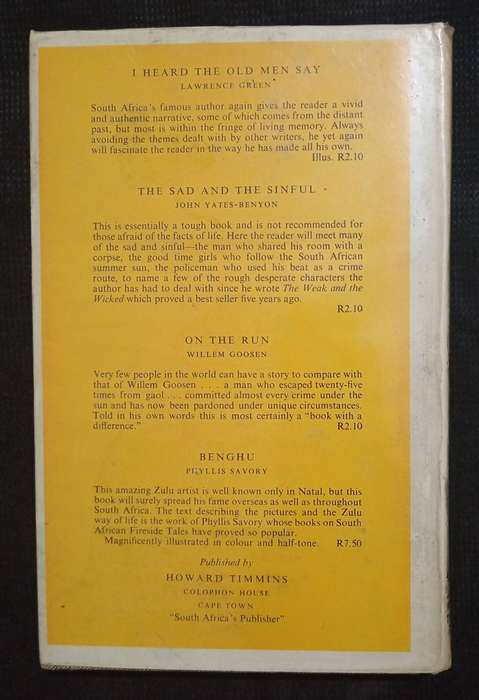 I HEARD THE OLD MEN SAY
LAWRENCE GREEN
South Africa's famous author again gives the reader a vivid
and authentic narrative, some of which comes from the distant
past, but most is within the fringe of living memory. Always
avoiding the themes dealt with by other writers, he yet again
will fascinate the reader in the way he has made all his own.
Illus. R2.10
THE SAD AND THE SINFUL -
JOHN YATES-BENYON
This is essentially a tough book and is not recommended for
those afraid of the facts of life. Here the reader will meet many
of the sad and sinful—the man who shared his room with a
corpse, the good time girls who follow the South African
summer sun, the policeman who used his beat as a crime
route, to name a few of the rough desperate characters the
author has had to deal with since he wrote The Weak and the
Wicked which proved a best seller five years ago.
R2.10
ON THE RUN
WILLEM GOOSEN
Very few people in the world can have a story to compare with
that of Willem Goosen . . . a man who escaped twenty-five
times from gaol . . . committed almost every crime under the
sun and has now been pardoned under unique circumstances.
Told in his own words this is most certainly a "book with a
difference." R2.10
BENGHU
PHYLLIS SAVORY
This amazing Zulu artist is well known only in Natal, but this
book will surely spread his fame overseas as well as throughout
South Africa. The text describing the pictures and the Zulu
way of life is the work of Phyllis Savory whose books on South
African Fireside Tales have proved so popular.
Magnificently illustrated in colour and half-tone. R7.50
Published by
HOWARD TIMMINS
COLOPHON HOUSE
CAPE TOWN
"South Africa's Publisher"